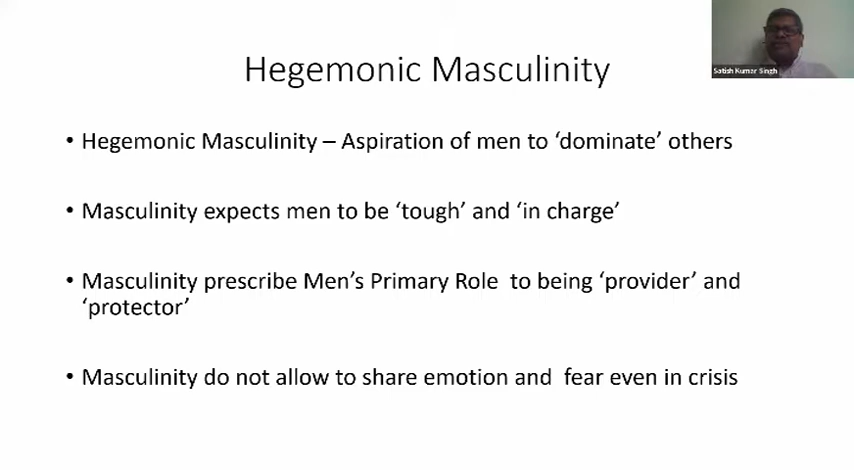 Hegemonic Masculinity
Satish Kumar Singh
• Hegemonic Masculinity – Aspiration of men to ‘dominate’ others
• Masculinity expects men to be ‘tough’ and ‘in charge’
• Masculinity prescribe Men’s Primary Role  to being ‘provider’ and
‘protector’
• Masculinity do not allow to share emotion and  fear even in crisis